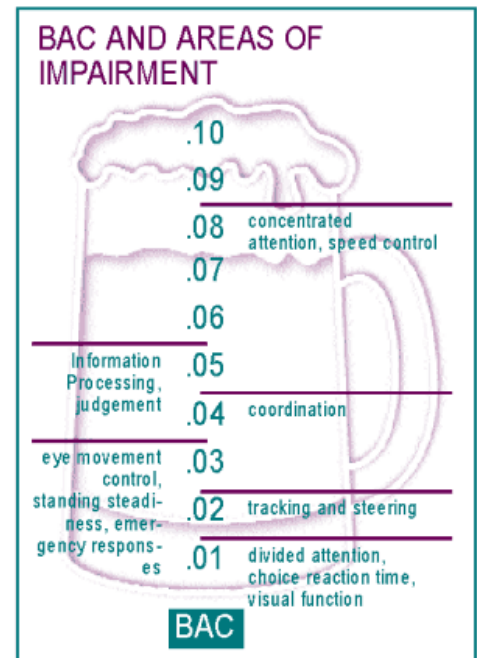 BAC AND AREAS OF
IMPAIRMENT
.10
.09
.08
concentrated
attention, speed control
.07
.06
.05
Information
Processing,
judgement
.04
coordination
.03
eye movement
control,
standing steadi-
ness, emer-
gency respons-
es
.02
tracking and steering
.01
divided attention,
choice reaction time,
visual function
BAC